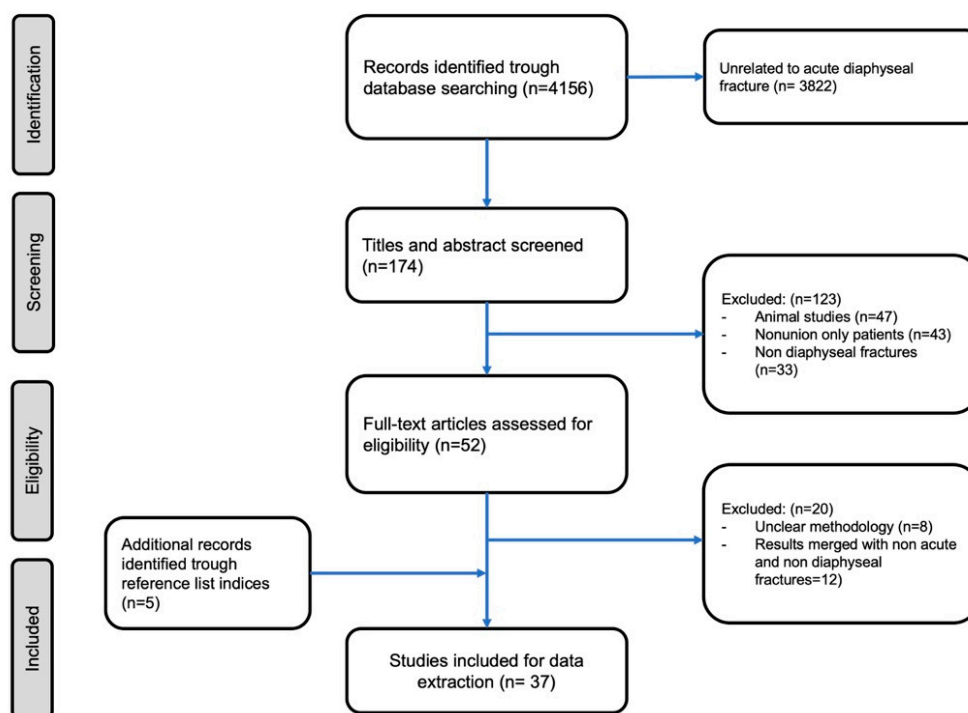 Identification
Records identified trough
database searching (n=4156)
Unrelated to acute diaphyseal
fracture (n= 3822)
Screening
Titles and abstract screened
(n=174)
Excluded: (n=123)
- Animal studies (n=47)
- Nonunion only patients (n=43)
- Non diaphyseal fractures
(n=33)
Eligibility
Full-text articles assessed for
eligibility (n=52)
Excluded: (n=20)
- Unclear methodology (n=8)
- Results merged with non acute
and non diaphyseal
fractures=12)
Additional records
identified trough
reference list indices
(n=5)
Included
Studies included for data
extraction (n= 37)